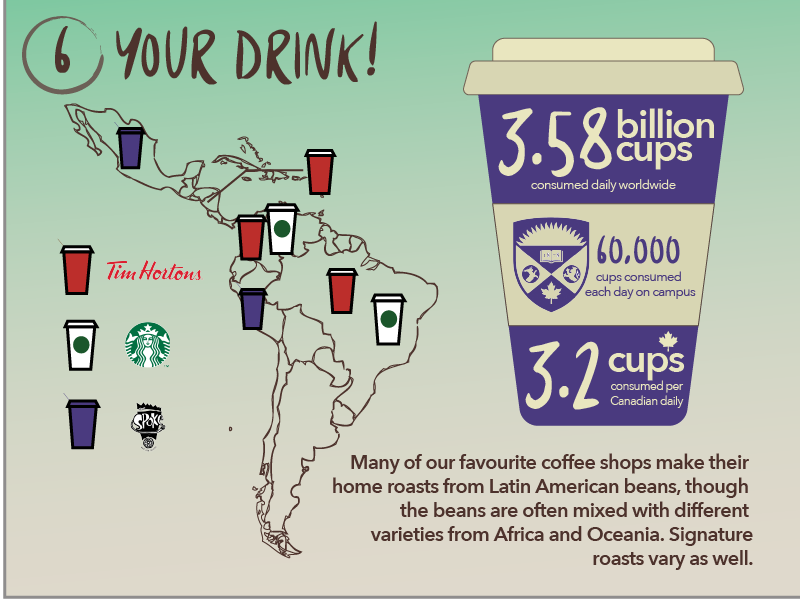 6 YOUR DRINK!
3.58 billion cups
consumed daily worldwide
60,000
cups consumed
each day on campus
3.2 cups
consumed per
Canadian daily
Tim Hortons
SPOKE
Many of our favourite coffee shops make their
home roasts from Latin American beans, though
the beans are often mixed with different
varieties from Africa and Oceania. Signature
roasts vary as well.